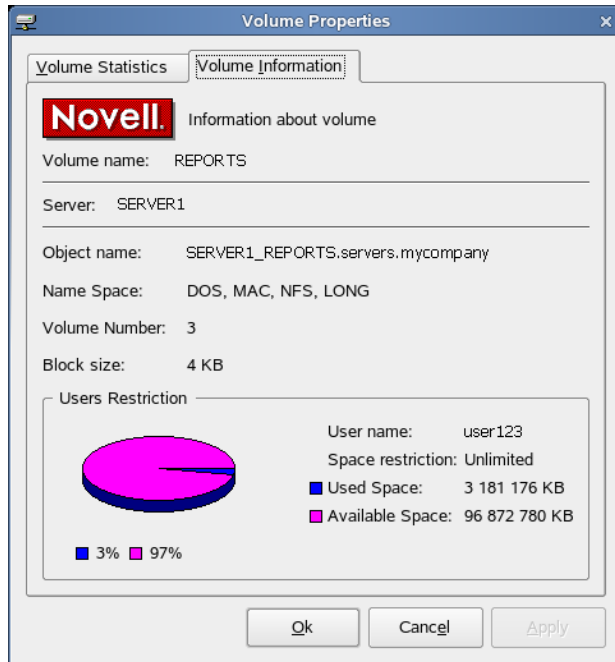 Volume Properties
Volume Statistics
Volume Information
Novell.
Information about volume
Volume name: REPORTS
Server: SERVER1
Object name: SERVER1_REPORTS.servers.mycompany
Name Space: DOS, MAC, NFS, LONG
Volume Number: 3
Block size: 4 KB
Users Restriction
User name: user123
Space restriction: Unlimited
Used Space: 3 181 176 KB
Available Space: 96 872 780 KB
3% 97%
Ok Cancel Apply